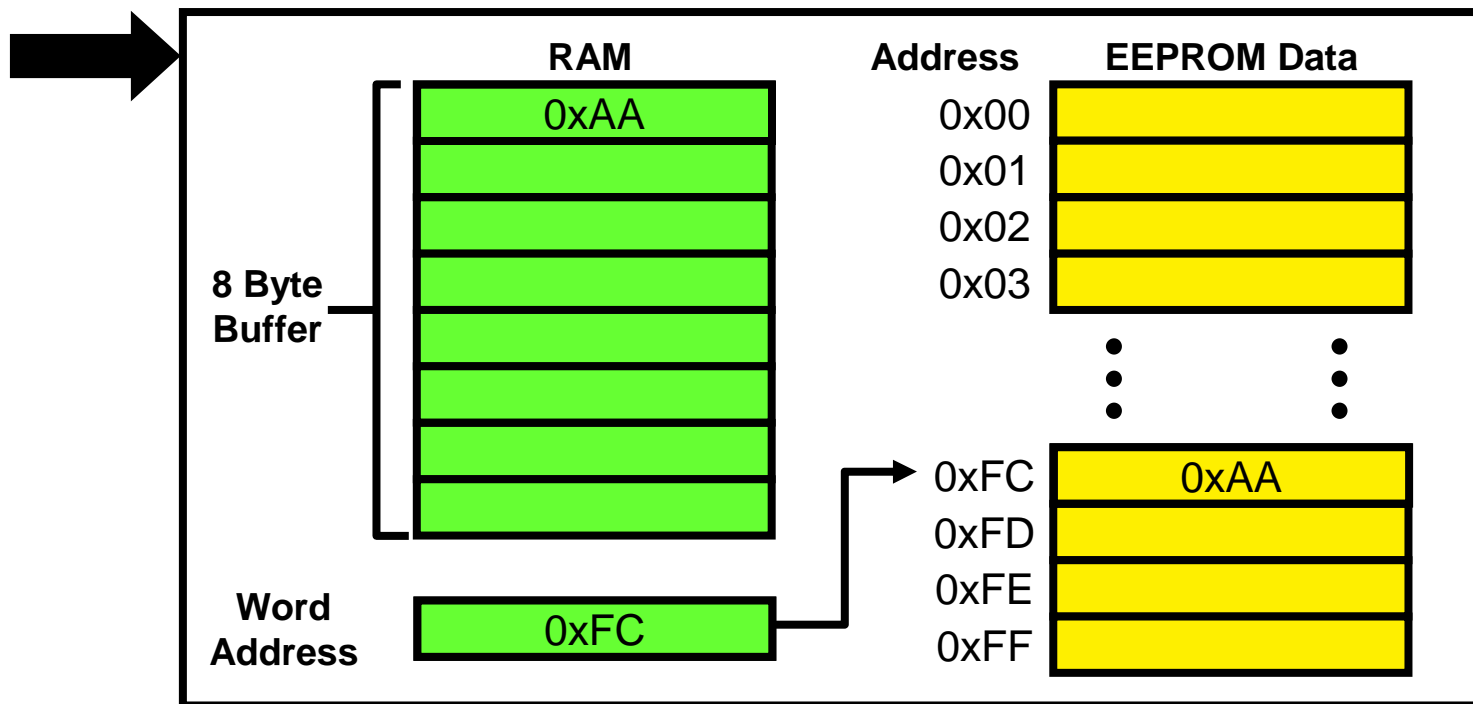 RAM
Address
EEPROM Data
0xAA
0x00
0x01
0x02
0x03
8 Byte
Buffer
0xFC
0xAA
0xFD
0xFE
0xFF
Word
Address
0xFC